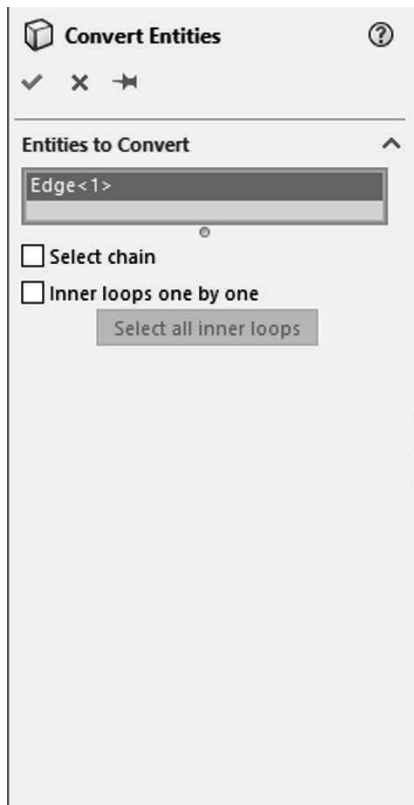 Convert Entities
Entities to Convert
Edge<1>
Select chain
Inner loops one by one
Select all inner loops